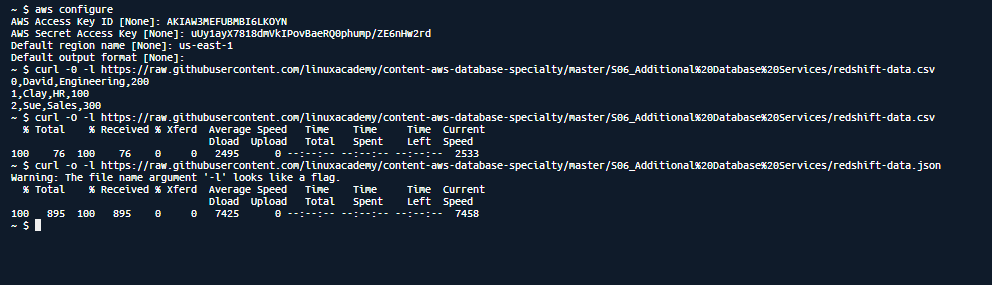 ~ $ aws configure
AWS Access Key ID [None]: AKIAW3MEFUBMBI6LKOYN
AWS Secret Access Key [None]: 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
Default region name [None]: us-east-1
Default output format [None]:
~ $ curl -0 -l https://raw.githubusercontent.com/linuxacademy/content-aws-database-specialty/master/S06_Additional%20Database%20Services/redshift-data.csv
0,David,Engineering,200
1,Clay,HR,100
2,Sue,Sales,300
~ $ curl -O -l https://raw.githubusercontent.com/linuxacademy/content-aws-database-specialty/master/S06_Additional%20Database%20Services/redshift-data.csv
% Total % Received % Xferd Average Speed Time Time Time Current
Dload Upload Total Spent Left Speed
100 76 100 76 0 0 2495 0 --:--:-- --:--:-- --:--:-- 2533
~ $ curl -o -l https://raw.githubusercontent.com/linuxacademy/content-aws-database-specialty/master/S06_Additional%20Database%20Services/redshift-data.json
Warning: The file name argument '-l' looks like a flag.
% Total % Received % Xferd Average Speed Time Time Time Current
Dload Upload Total Spent Left Speed
100 895 100 895 0 0 7425 0 --:--:-- --:--:-- --:--:-- 7458
~ $